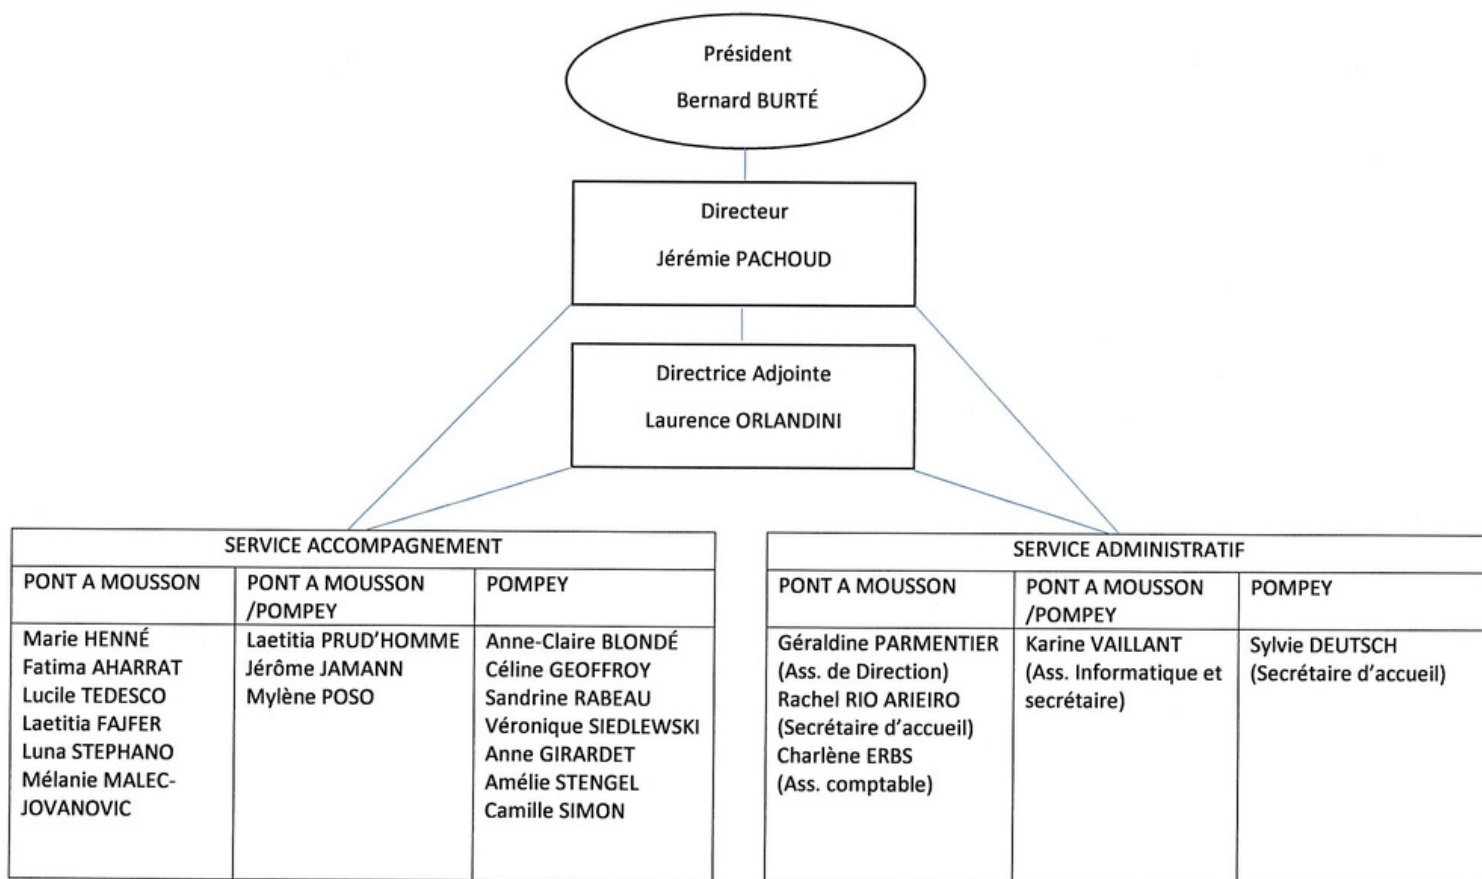 Président
Bernard BURTÉ
Directeur
Jérémie PACHOUD
Directrice Adjointe
Laurence ORLANDINI
SERVICE ACCOMPAGNEMENT
PONT A MOUSSON
PONT A MOUSSON
/POMPEY
POMPEY
Marie HENNÉ
Fatima AHARRAT
Lucile TEDESCO
Laetitia FAJFER
Luna STEPHANO
Mélanie MALEC-
JOVANOVIC
Laetitia PRUD'HOMME
Jérôme JAMANN
Mylène POSO
Anne-Claire BLONDÉ
Céline GEOFFROY
Sandrine RABEAU
Véronique SIEDLEWSKI
Anne GIRARDET
Amélie STENGEL
Camille SIMON
SERVICE ADMINISTRATIF
PONT A MOUSSON
PONT A MOUSSON
/POMPEY
POMPEY
Géraldine PARMENTIER
(Ass. de Direction)
Rachel RIO ARIEIRO
(Secrétaire d'accueil)
Charlène ERBS
(Ass. comptable)
Karine VAILLANT
(Ass. Informatique et
secrétaire)
Sylvie DEUTSCH
(Secrétaire d'accueil)